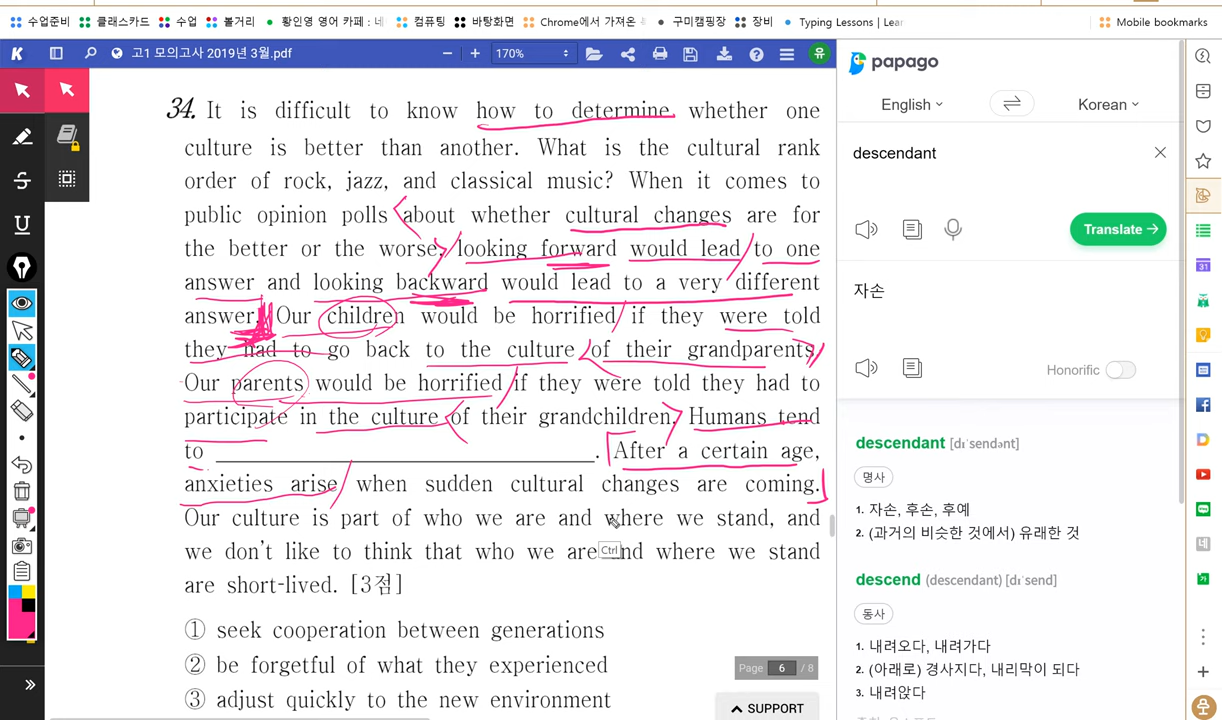 수업준비 클래스카드 수업 볼거리 황인영 영어 카페 : 네 컴퓨팅 바탕화면 Chrome에서 가져온 구미캠핑장 장비 Typing Lessons | Lear Mobile bookmarks
고1 모의고사 2019년 3월.pdf
170%
유
34. It is difficult to know how to determine whether one
culture is better than another. What is the cultural rank
order of rock, jazz, and classical music? When it comes to
public opinion polls about whether cultural changes are for
the better or the worse, looking forward would lead to one
answer and looking backward would lead to a very different
answer. Our children would be horrified if they were told
they had to go back to the culture of their grandparents.
Our parents would be horrified if they were told they had to
participate in the culture of their grandchildren. Humans tend
to ______________________________. After a certain age,
anxieties arise when sudden cultural changes are coming.
Our culture is part of who we are and where we stand, and
we don't like to think that who we are and where we stand
are short-lived. [3점]
① seek cooperation between generations
② be forgetful of what they experienced
③ adjust quickly to the new environment
Ctrl
Page 6 / 8
SUPPORT
papago
English
Korean
descendant
Translate
자손
Honorific
descendant [dɪˈsendənt]
명사
1. 자손, 후손, 후예
2. (과거의 비슷한 것에서) 유래한 것
descend (descendant) [dɪˈsend]
동사
1. 내려오다, 내려가다
2. (아래로) 경사지다, 내리막이 되다
3. 내려앉다
31